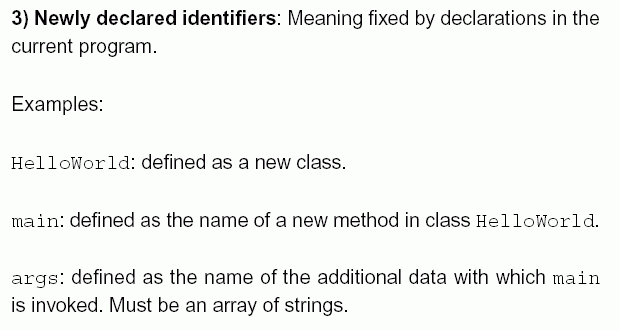 3) Newly declared identifiers: Meaning fixed by declarations in the
current program.
Examples:
HelloWorld: defined as a new class.
main: defined as the name of a new method in class HelloWorld.
args: defined as the name of the additional data with which main
is invoked. Must be an array of strings.